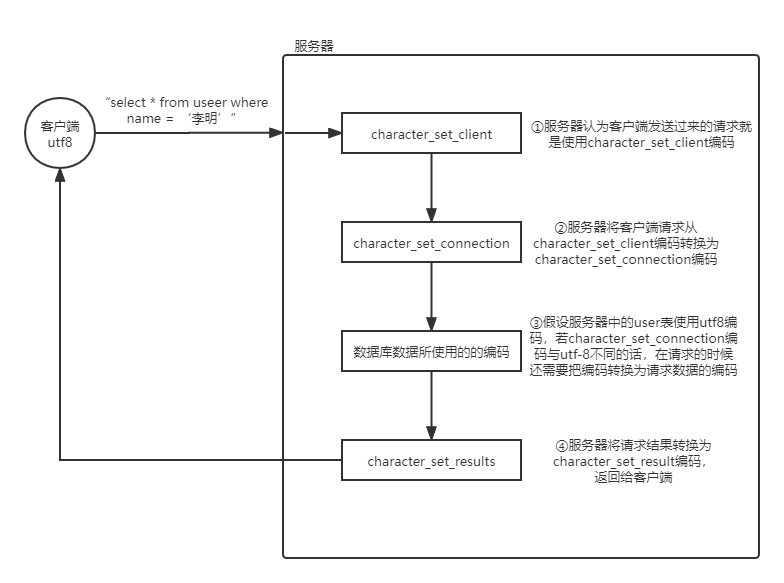 服务器
“select * from useer where
name = ‘李明’”
客户端
utf8
character_set_client
①服务器认为客户端发送过来的请求就
是使用character_set_client编码
character_set_connection
②服务器将客户端请求从
character_set_client编码转换为
character_set_connection编码
数据库数据所使用的的编码
③假设服务器中的user表使用utf8编
码，若character_set_connection编
码与utf-8不同的话，在请求的时候
还需要把编码转换为请求数据的编码
character_set_results
④服务器将请求结果转换为
character_set_result编码，
返回给客户端